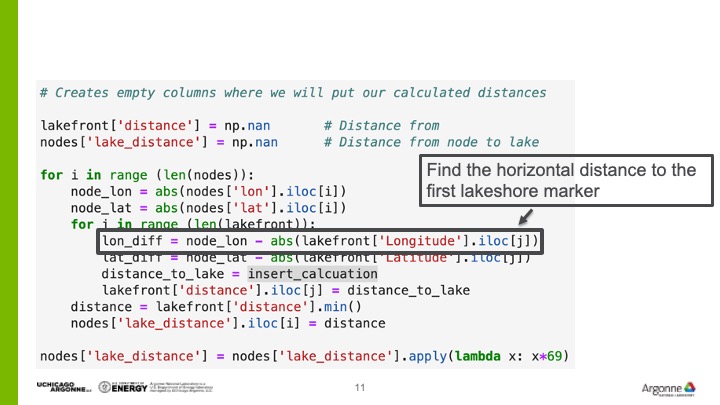 # Creates empty columns where we will put our calculated distances
lakefront['distance'] = np.nan # Distance from
nodes['lake_distance'] = np.nan # Distance from node to lake
for i in range (len(nodes)):
node_lon = abs(nodes['lon'].iloc[i])
node_lat = abs(nodes['lat'].iloc[i])
for j in range (len(lakefront)):
lon_diff = node_lon - abs(lakefront['Longitude'].iloc[j])
lat_diff = node_lat - abs(lakefront['Latitude'].iloc[j])
distance_to_lake = insert_calcuation
lakefront['distance'].iloc[j] = distance_to_lake
distance = lakefront['distance'].min()
nodes['lake_distance'].iloc[i] = distance
nodes['lake_distance'] = nodes['lake_distance'].apply(lambda x: x*69)
Find the horizontal distance to the
first lakeshore marker
UCHICAGO
ARGONNE LLC
U.S. DEPARTMENT OF
ENERGY
Argonne National Laboratory is a
U.S. Department of Energy laboratory
managed by UChicago Argonne, LLC.
11
Argonne
NATIONAL LABORATORY